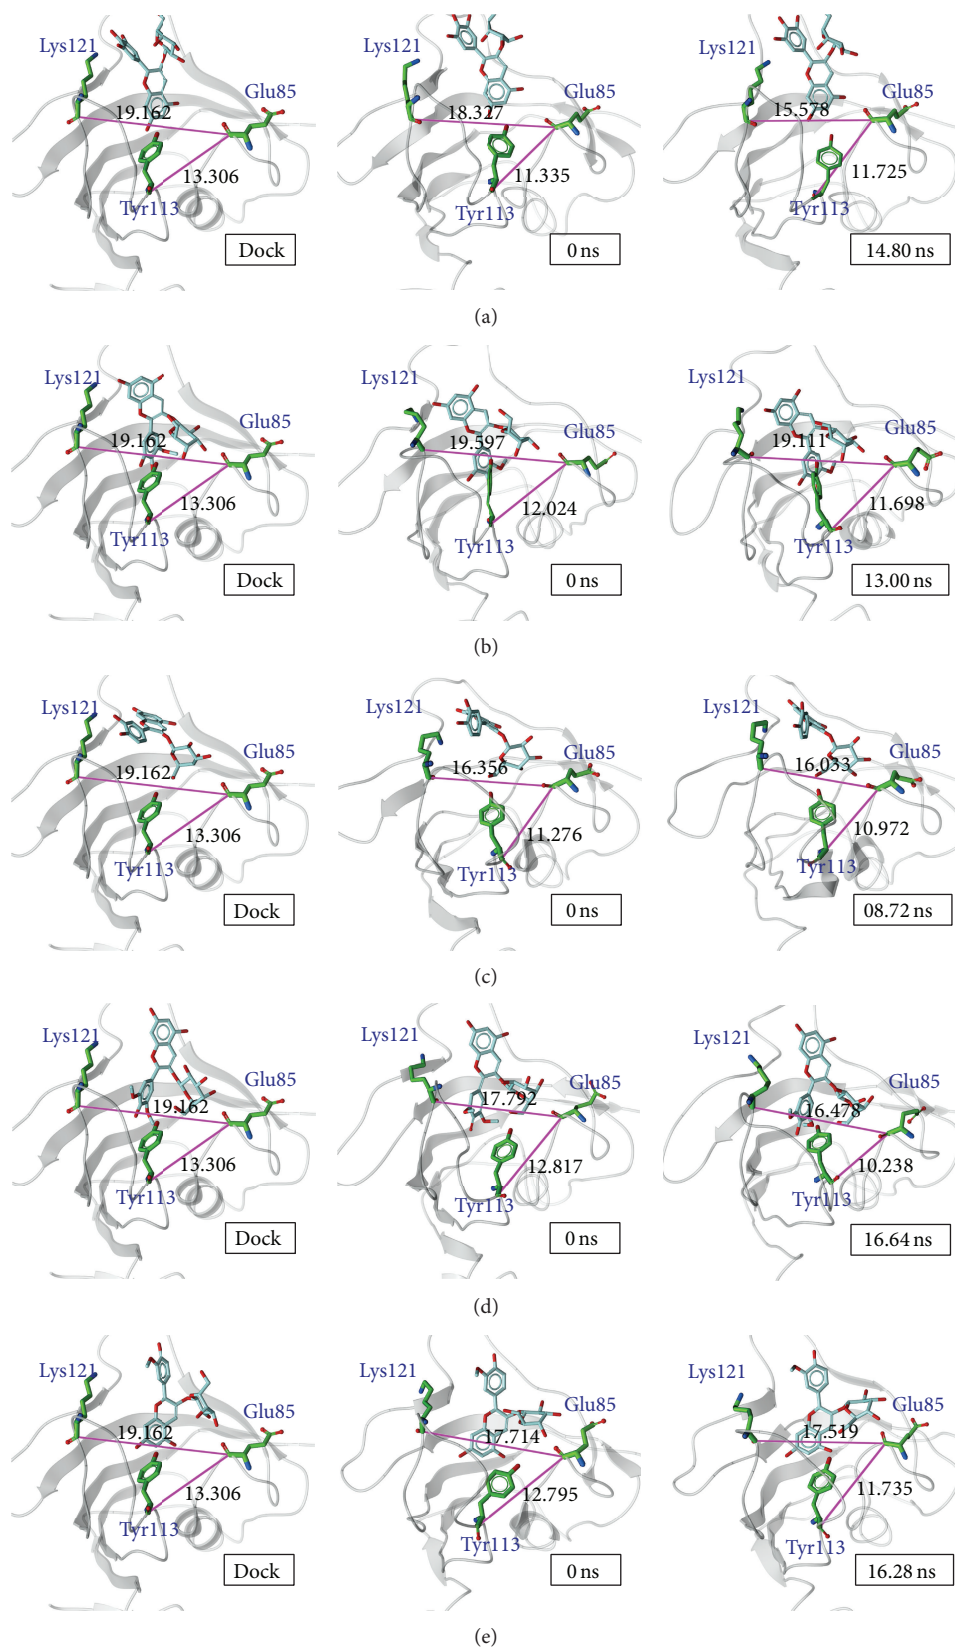 Lys121
19.162
Glu85
13.306
Tyr113
Dock
Lys121
18.327
Glu85
11.335
Tyr113
0 ns
Lys121
15.578
Glu85
11.725
Tyr113
14.80 ns
(a)
Lys121
19.162
Glu85
13.306
Tyr113
Dock
Lys121
19.597
Glu85
12.024
Tyr113
0 ns
Lys121
19.111
Glu85
11.698
Tyr113
13.00 ns
(b)
Lys121
19.162
Glu85
13.306
Tyr113
Dock
Lys121
16.356
Glu85
11.276
Tyr113
0 ns
Lys121
16.033
Glu85
10.972
Tyr113
08.72 ns
(c)
Lys121
19.162
Glu85
13.306
Tyr113
Dock
Lys121
17.792
Glu85
12.817
Tyr113
0 ns
Lys121
16.478
Glu85
10.238
Tyr113
16.64 ns
(d)
Lys121
19.162
Glu85
13.306
Tyr113
Dock
Lys121
17.714
Glu85
12.795
Tyr113
0 ns
Lys121
17.519
Glu85
11.735
Tyr113
16.28 ns
(e)